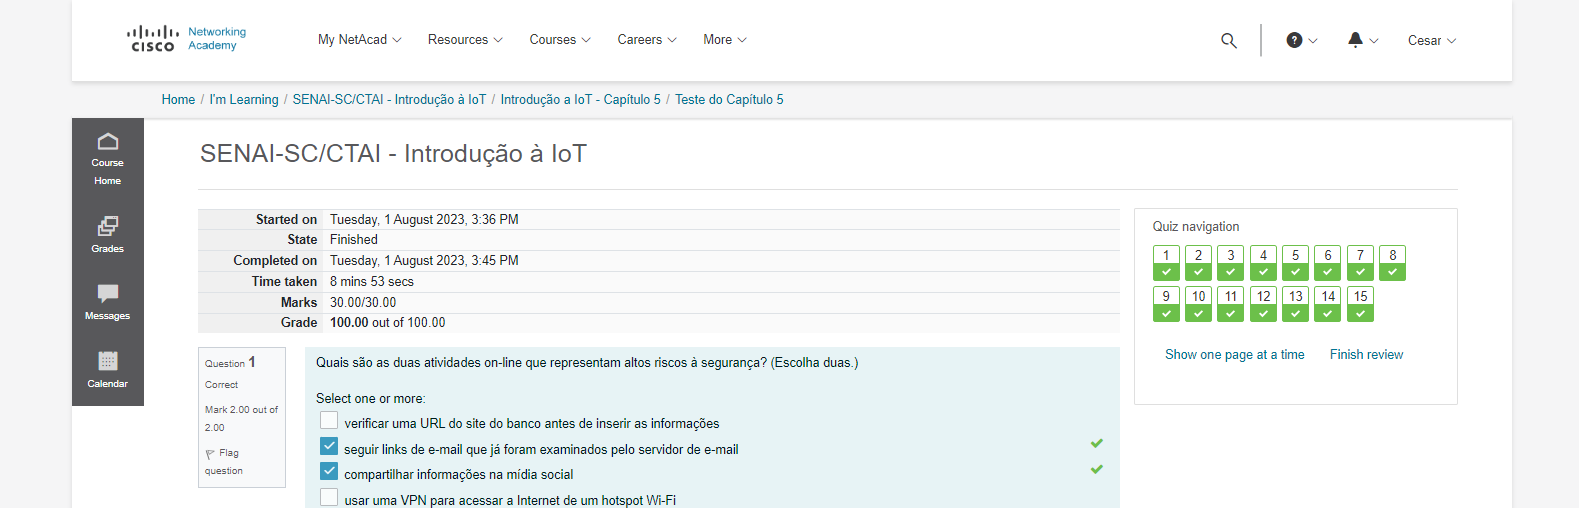 CISCO Networking Academy
My NetAcad
Resources
Courses
Careers
More
Cesar
Home / I'm Learning / SENAI-SC/CTAI - Introdução à IoT / Introdução a IoT - Capítulo 5 / Teste do Capítulo 5
Course Home
Grades
Messages
Calendar
SENAI-SC/CTAI - Introdução à IoT
Started on Tuesday, 1 August 2023, 3:36 PM
State Finished
Completed on Tuesday, 1 August 2023, 3:45 PM
Time taken 8 mins 53 secs
Marks 30.00/30.00
Grade 100.00 out of 100.00
Question 1
Correct
Mark 2.00 out of
2.00
Flag
question
Quais são as duas atividades on-line que representam altos riscos à segurança? (Escolha duas.)
Select one or more:
verificar uma URL do site do banco antes de inserir as informações
seguir links de e-mail que já foram examinados pelo servidor de e-mail
compartilhar informações na mídia social
usar uma VPN para acessar a Internet de um hotspot Wi-Fi
Quiz navigation
1 2 3 4 5 6 7 8
9 10 11 12 13 14 15
Show one page at a time
Finish review